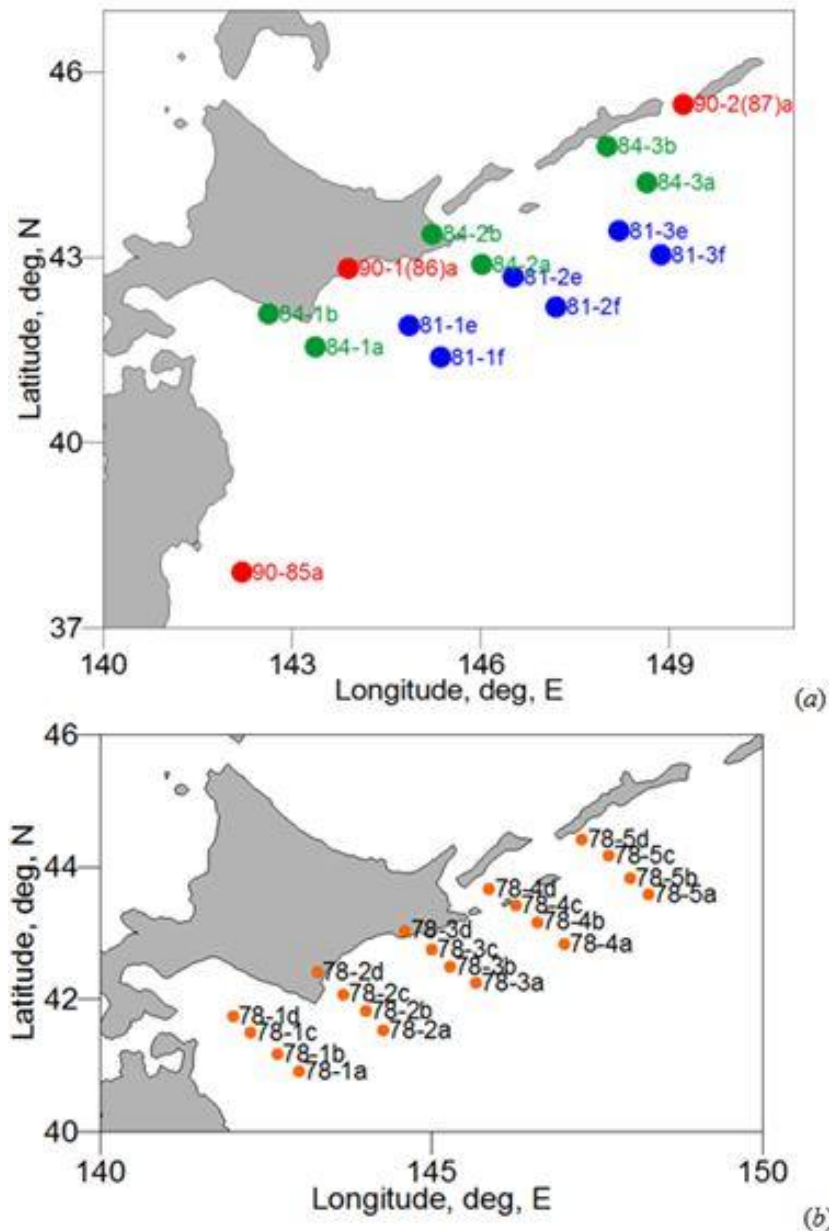 46
90-2(87)a
84-3b
84-3a
84-2b
81-3e
43
90-1(86)a
84-2a
81-3f
81-2e
84-1b
81-2f
81-1e
84-1a
81-1f
Latitude, deg, N
40
90-85a
37
140
143
146
149
Longitude, deg, E
(a)
46
78-5d
78-5c
44
78-5b
78-4d
78-5a
78-4c
78-4b
78-3d
78-4a
78-3c
78-2d
78-3b
78-3a
78-2c
42
78-2b
78-1d
78-1c
78-2a
78-1b
78-1a
Latitude, deg, N
40
140
145
150
Longitude, deg, E
(b)